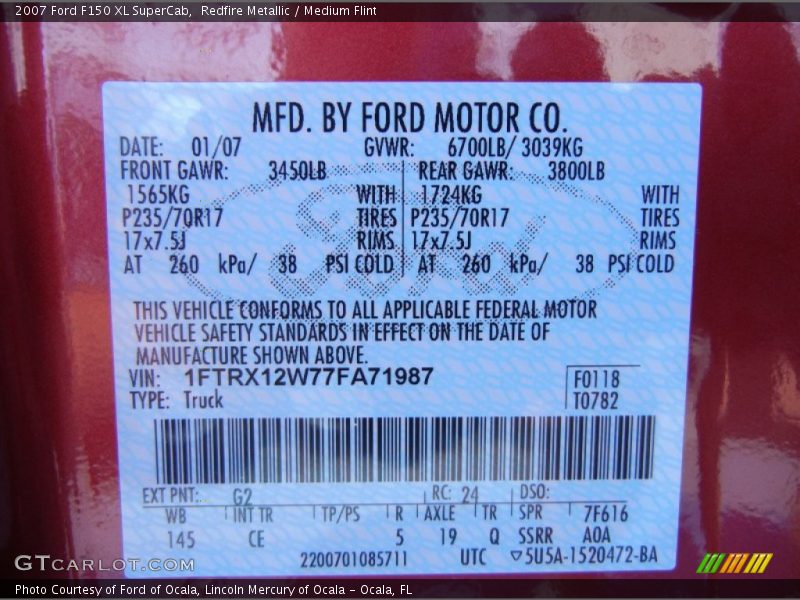 2007 Ford F150 XL SuperCab, Redfire Metallic / Medium Flint
MFD. BY FORD MOTOR CO.
DATE: 01/07 GVWR: 6700LB/ 3039KG
FRONT GAWR: 3450LB REAR GAWR: 3800LB
1565KG WITH 1724KG WITH
P235/70R17 TIRES P235/70R17 TIRES
17x7.5J RIMS 17x7.5J RIMS
AT 260 kPa/ 38 PSI COLD AT 260 kPa/ 38 PSI COLD
THIS VEHICLE CONFORMS TO ALL APPLICABLE FEDERAL MOTOR
VEHICLE SAFETY STANDARDS IN EFFECT ON THE DATE OF
MANUFACTURE SHOWN ABOVE.
VIN: 1FTRX12W77FA71987 F0118
TYPE: Truck T0782
EXT PNT: G2 RC: 24 DSO:
WB INT TR TP/PS R AXLE TR SPR 7F616
145 CE 5 19 Q SSRR AOA
2200701085711 UTC ▽5U5A-1520472-BA
Ford
GTCARLOT.COM
Photo Courtesy of Ford of Ocala, Lincoln Mercury of Ocala - Ocala, FL